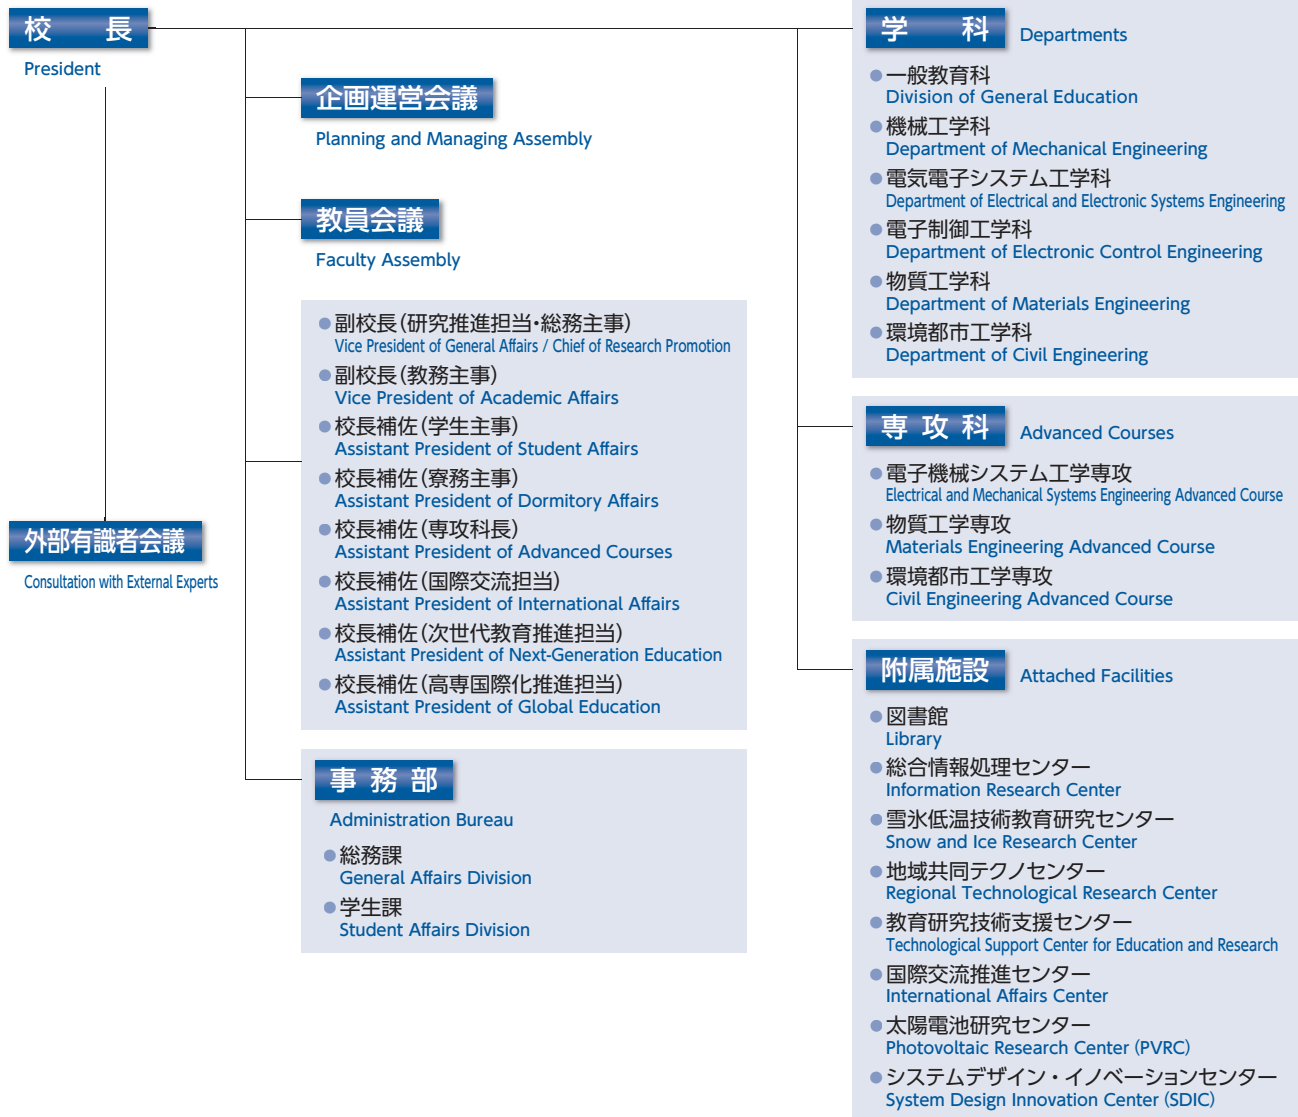 校 長
President
企画運営会議
Planning and Managing Assembly
教員会議
Faculty Assembly
副校長(研究推進担当・総務主事)
Vice President of General Affairs / Chief of Research Promotion
副校長(教務主事)
Vice President of Academic Affairs
校長補佐(学生主事)
Assistant President of Student Affairs
校長補佐(寮務主事)
Assistant President of Dormitory Affairs
校長補佐(専攻科長)
Assistant President of Advanced Courses
校長補佐(国際交流担当)
Assistant President of International Affairs
校長補佐(次世代教育推進担当)
Assistant President of Next-Generation Education
校長補佐(高専国際化推進担当)
Assistant President of Global Education
外部有識者会議
Consultation with External Experts
事 務 部
Administration Bureau
総務課
General Affairs Division
学生課
Student Affairs Division
学 科 Departments
一般教育科
Division of General Education
機械工学科
Department of Mechanical Engineering
電気電子システム工学科
Department of Electrical and Electronic Systems Engineering
電子制御工学科
Department of Electronic Control Engineering
物質工学科
Department of Materials Engineering
環境都市工学科
Department of Civil Engineering
専 攻 科 Advanced Courses
電子機械システム工学専攻
Electrical and Mechanical Systems Engineering Advanced Course
物質工学専攻
Materials Engineering Advanced Course
環境都市工学専攻
Civil Engineering Advanced Course
附属施設 Attached Facilities
図書館
Library
総合情報処理センター
Information Research Center
雪氷低温技術教育研究センター
Snow and Ice Research Center
地域共同テクノセンター
Regional Technological Research Center
教育研究技術支援センター
Technological Support Center for Education and Research
国際交流推進センター
International Affairs Center
太陽電池研究センター
Photovoltaic Research Center (PVRC)
システムデザイン・イノベーションセンター
System Design Innovation Center (SDIC)